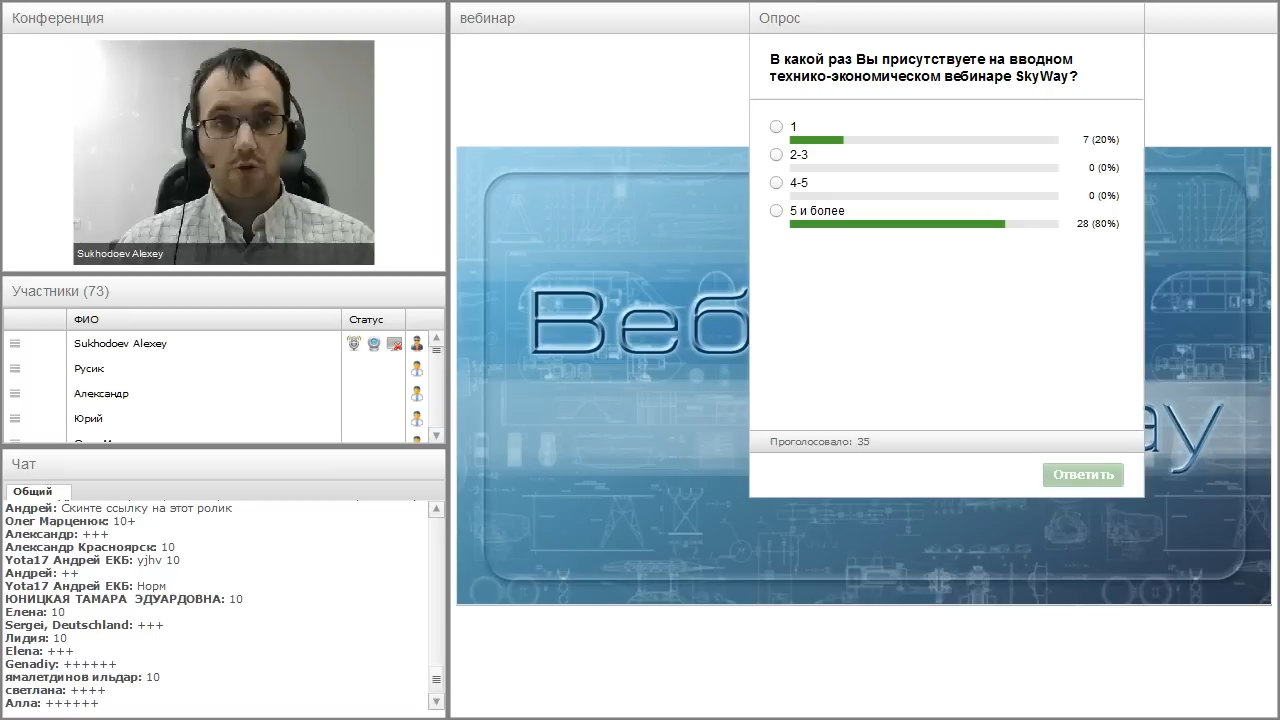 Конференция
Sukhodoev Alexey
Участники (73)
ФИО Статус
Sukhodoev Alexey
Русик
Александр
Юрий
Чат
Общий
Андрей: Скинте ссылку на этот ролик
Олег Марценюк: 10+
Александр: +++
Александр Красноярск: 10
Yota17 Андрей ЕКБ: yjhv 10
Андрей: ++
Yota17 Андрей ЕКБ: Норм
ЮНИЦКАЯ ТАМАРА ЭДУАРДОВНА: 10
Елена: 10
Sergei, Deutschland: +++
Лидия: 10
Elena: +++
Genadiy: ++++++
ямалетдинов ильдар: 10
светлана: ++++
Алла: ++++++
вебинар
Веб
ay
Опрос
В какой раз Вы присутствуете на вводном
технико-экономическом вебинаре SkyWay?
1
7 (20%)
2-3
0 (0%)
4-5
0 (0%)
5 и более
28 (80%)
Проголосовало: 35
Ответить